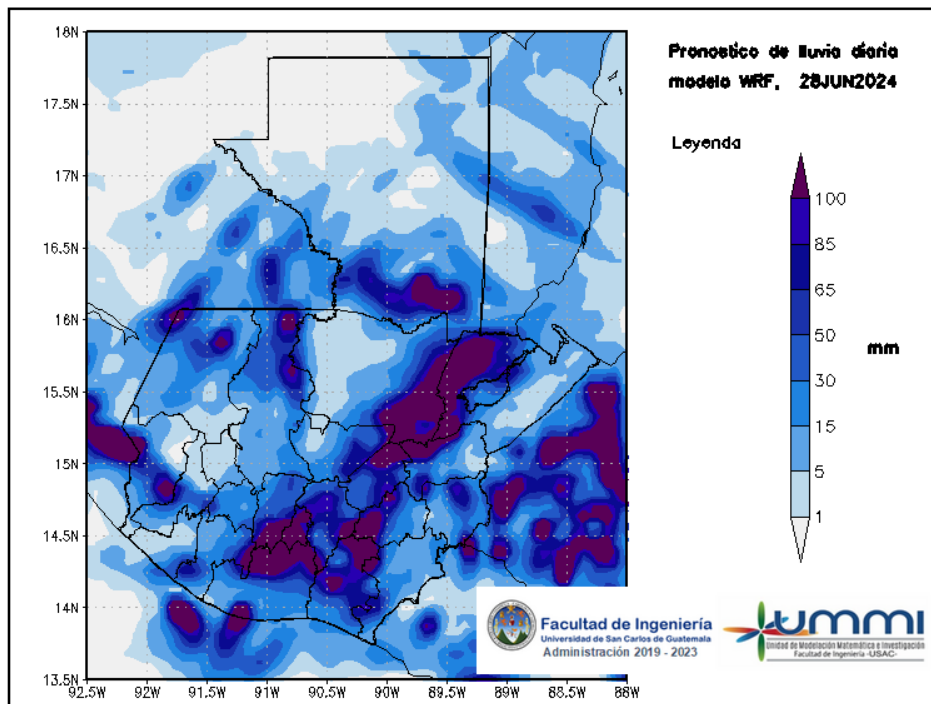 Pronostico de lluvia diaria
modelo WRF, 28JUN2024
Leyenda
100
85
65
50
30
15
5
1
mm
18N
17.5N
17N
16.5N
16N
15.5N
15N
14.5N
14N
13.5N
92.5W 92W 91.5W 91W 90.5W 90W 89.5W 89W 88.5W 88W
Facultad de Ingeniería
Universidad de San Carlos de Guatemala
Administración 2019 - 2023
UMMI
Unidad de Modelación Matemática e Investigación
Facultad de Ingeniería -USAC-